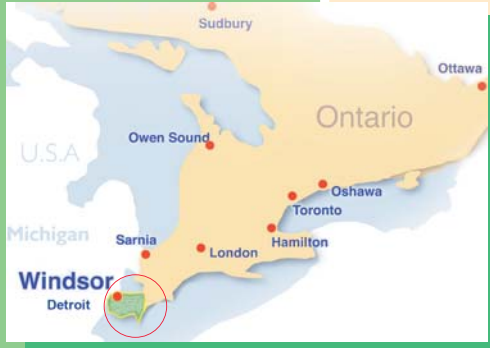 Sudbury
Ottawa
Ontario
Owen Sound
U.S.A
Oshawa
Toronto
Michigan
Sarnia
Hamilton
London
Windsor
Detroit